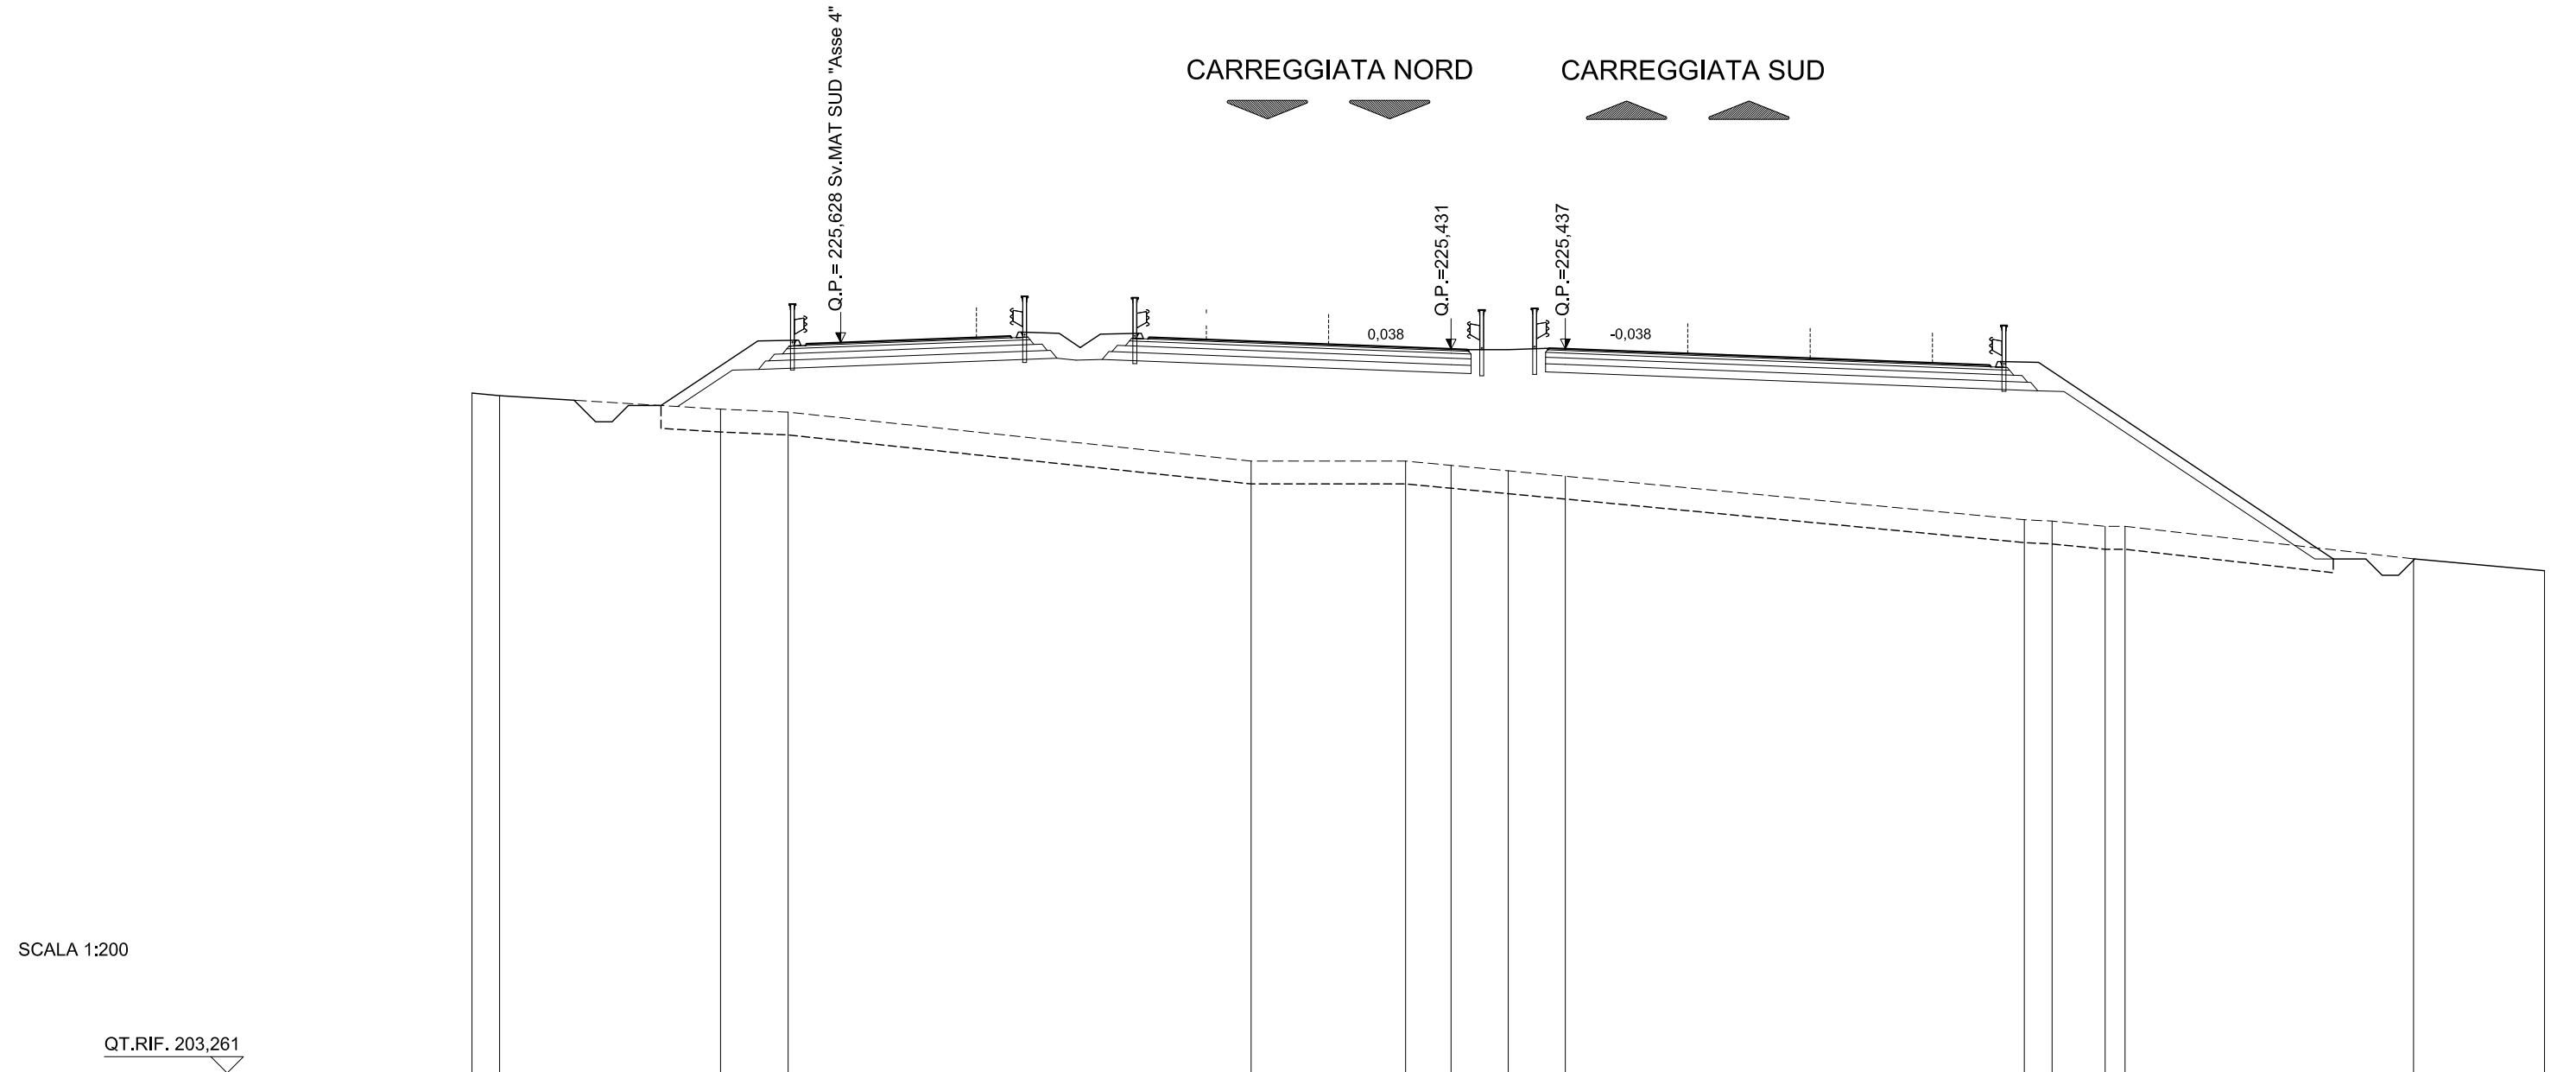 Q.P.= 225,628 Sv.MAT SUD "Asse 4"
CARREGGIATA NORD
CARREGGIATA SUD
Q.P.=225,431
Q.P.=225,437
0,038
-0,038
SCALA 1:200
QT.RIF. 203,261